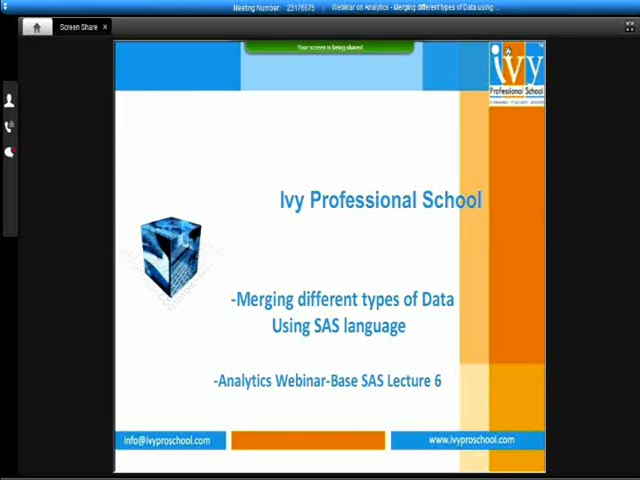 Meeting Number: 23176675 | Webinar on Analytics - Merging different types of Data using ...
Screen Share ×
Your screen is being shared
ivy
Professional School
Ivy Professional School
-Merging different types of Data
Using SAS language
-Analytics Webinar-Base SAS Lecture 6
info@ivyproschool.com
www.ivyproschool.com